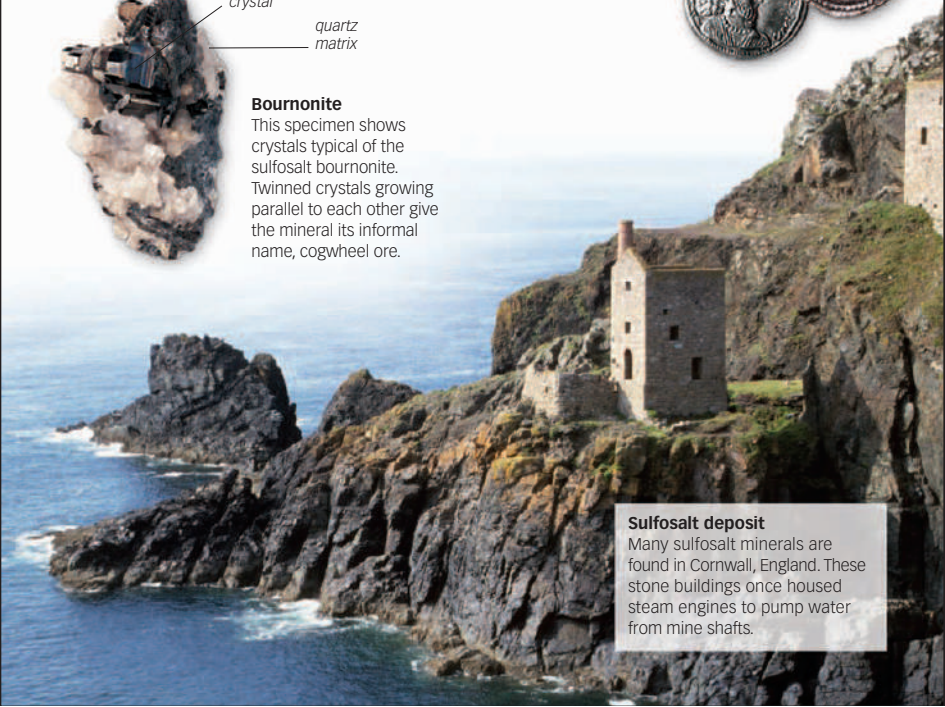 crystal
quartz
matrix
Bournonite
This specimen shows
crystals typical of the
sulfosalt bournonite.
Twinned crystals growing
parallel to each other give
the mineral its informal
name, cogwheel ore.
Sulfosalt deposit
Many sulfosalt minerals are
found in Cornwall, England. These
stone buildings once housed
steam engines to pump water
from mine shafts.